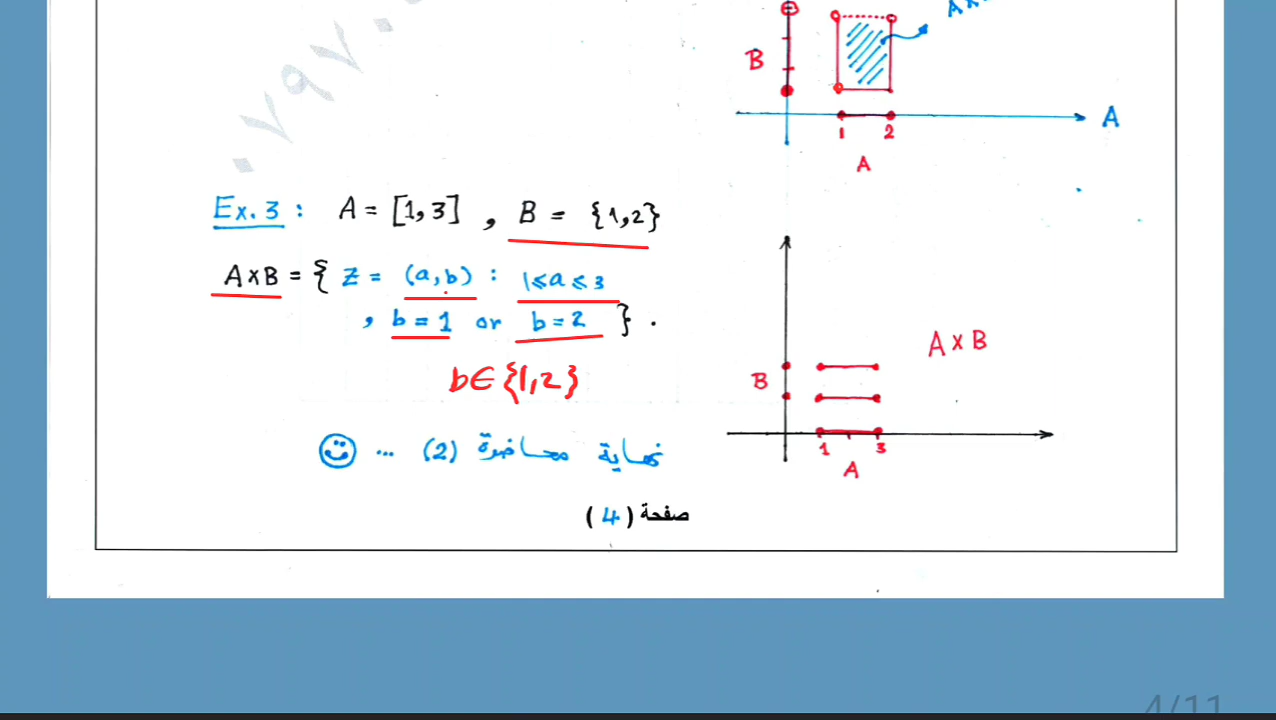 B
A
1 2
A
Ex. 3 : A = [1,3] , B = {1,2}
A×B = { Z = (a,b) : 1≤a≤3
, b = 1 or b = 2 } .
b∈{1,2}
A×B
B
1 3
A
نهاية محاضرة (2) ...
صفحة (4)
4/11
٠٧٩٧٠